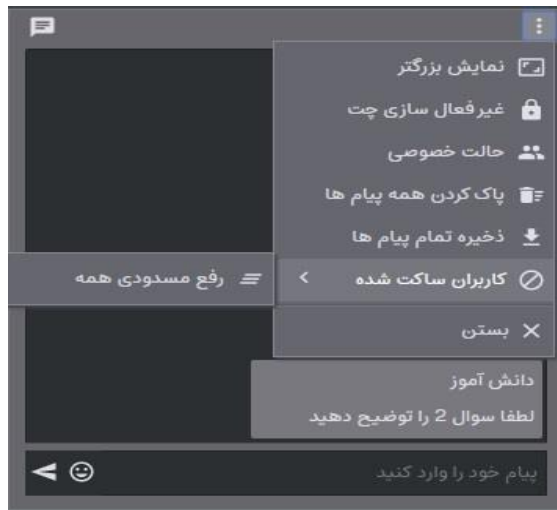 نمایش بزرگتر
غیرفعال سازی چت
حالت خصوصی
پاک کردن همه پیام ها
ذخیره تمام پیام ها
کاربران ساکت شده
رفع مسدودی همه
بستن
دانش آموز
لطفا سوال 2 را توضیح دهید
پیام خود را وارد کنید